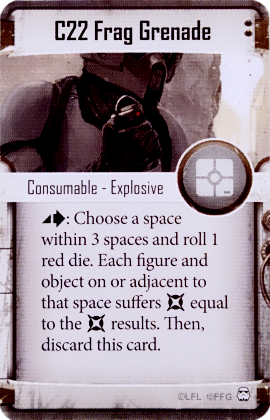 C22 Frag Grenade
Consumable - Explosive
: Choose a space
within 3 spaces and roll 1
red die. Each figure and
object on or adjacent to
that space suffers equal
to the results. Then,
discard this card.
©LFL ©FFG